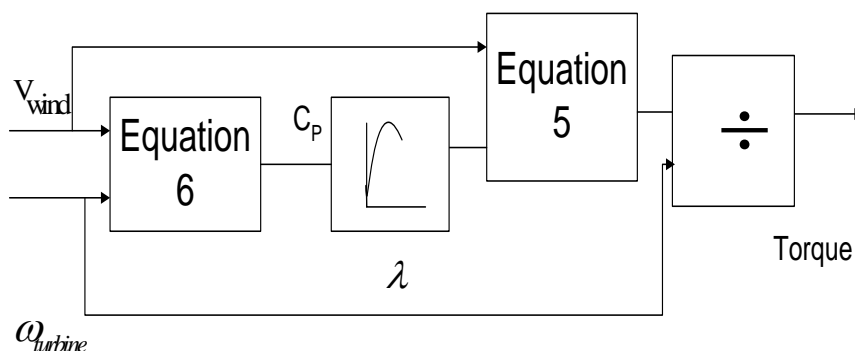 V_wind
Equation
6
C_P
λ
Equation
5
÷
Torque
ω_turbine